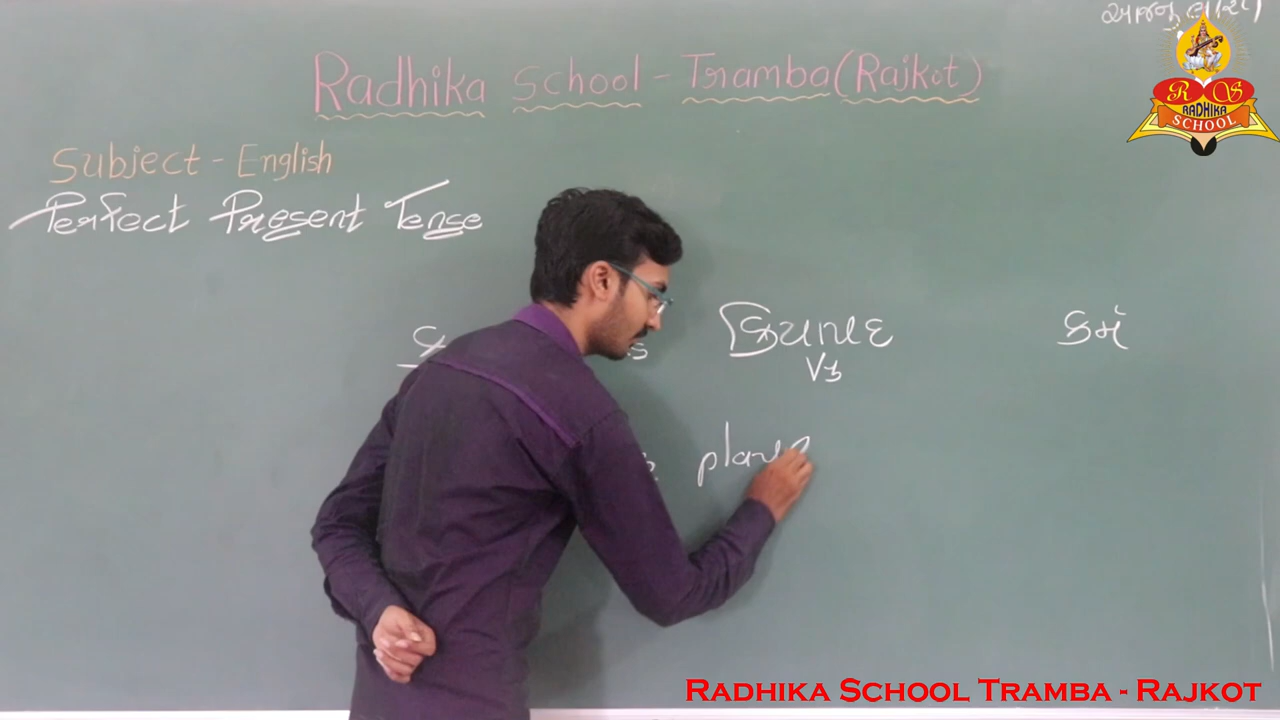 Radhika School - Tramba (Rajkot)
R S
RADHIKA
SCHOOL
Subject - English
Perfect Present Tense
ક્રિયાપદ
કર્મ
V3
RADHIKA SCHOOL TRAMBA - RAJKOT